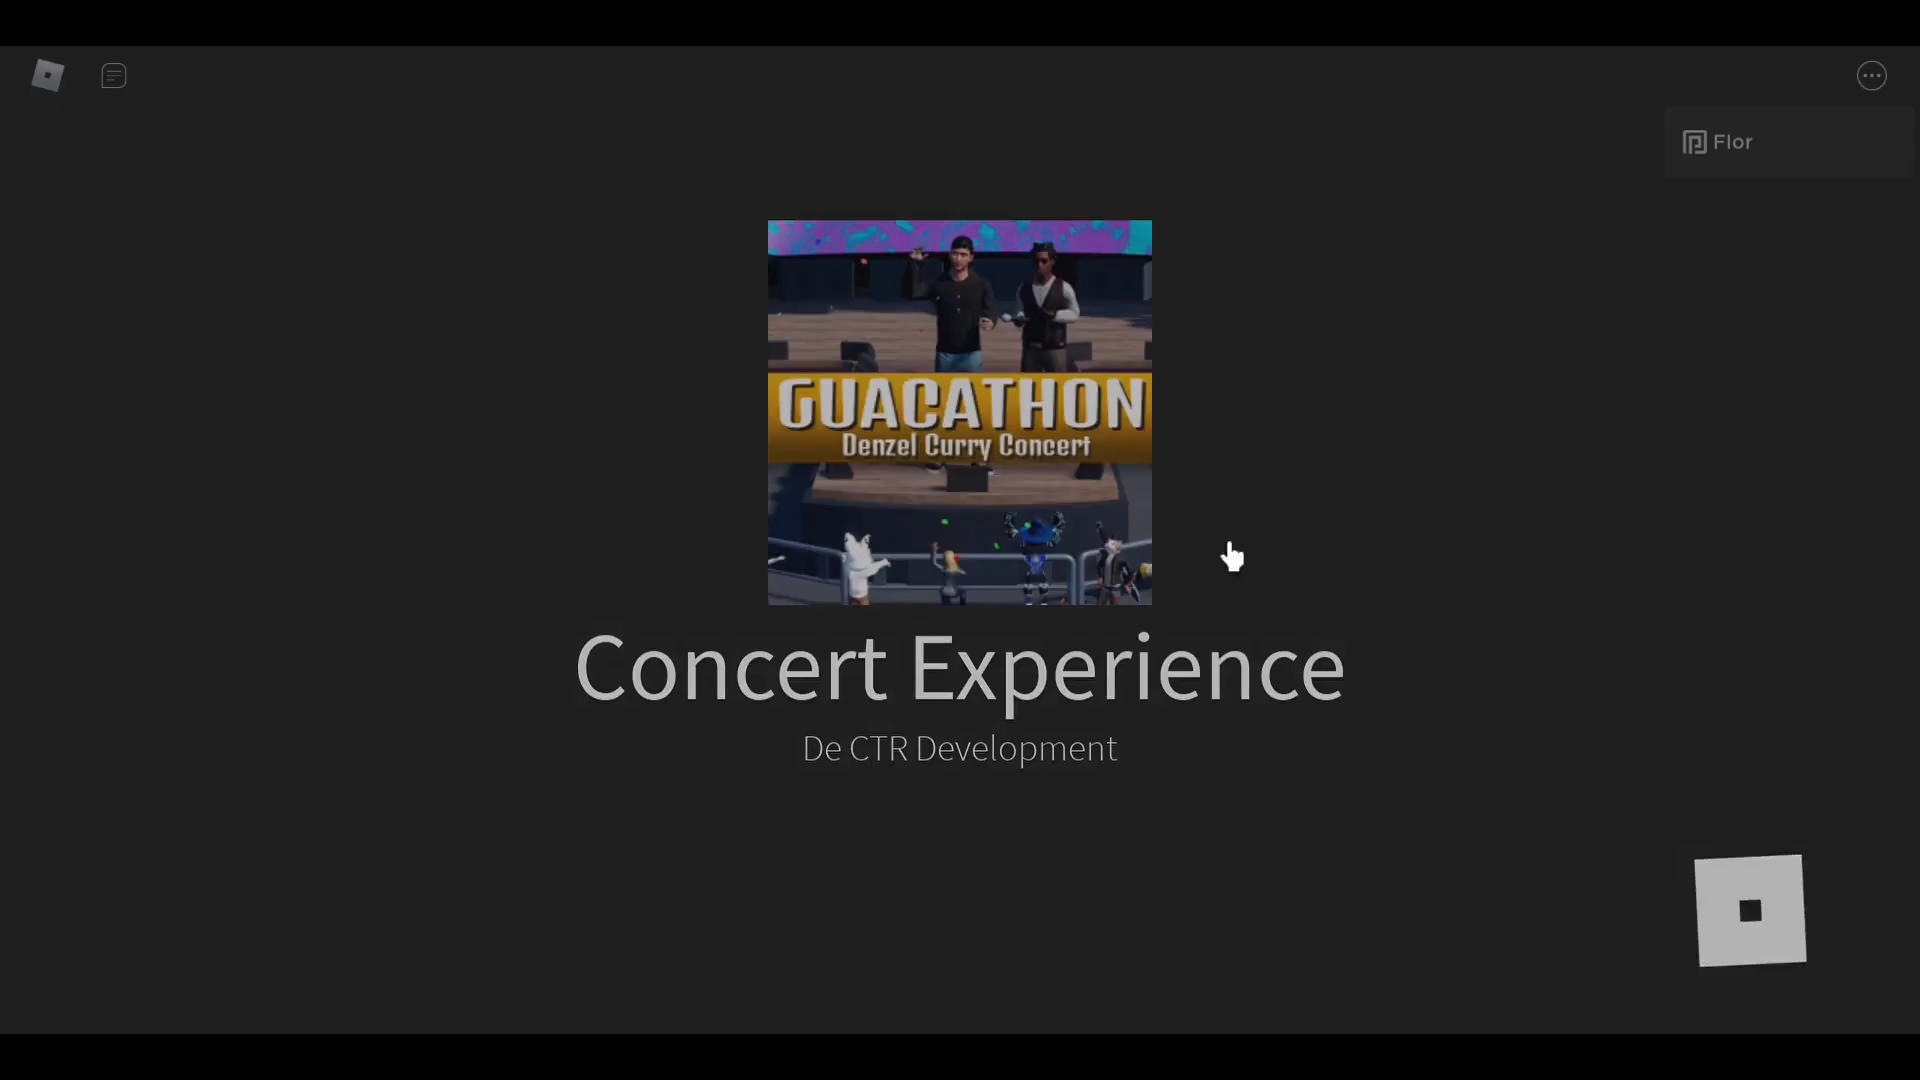 Flor
GUACATHON
Denzel Curry Concert
Concert Experience
De CTR Development